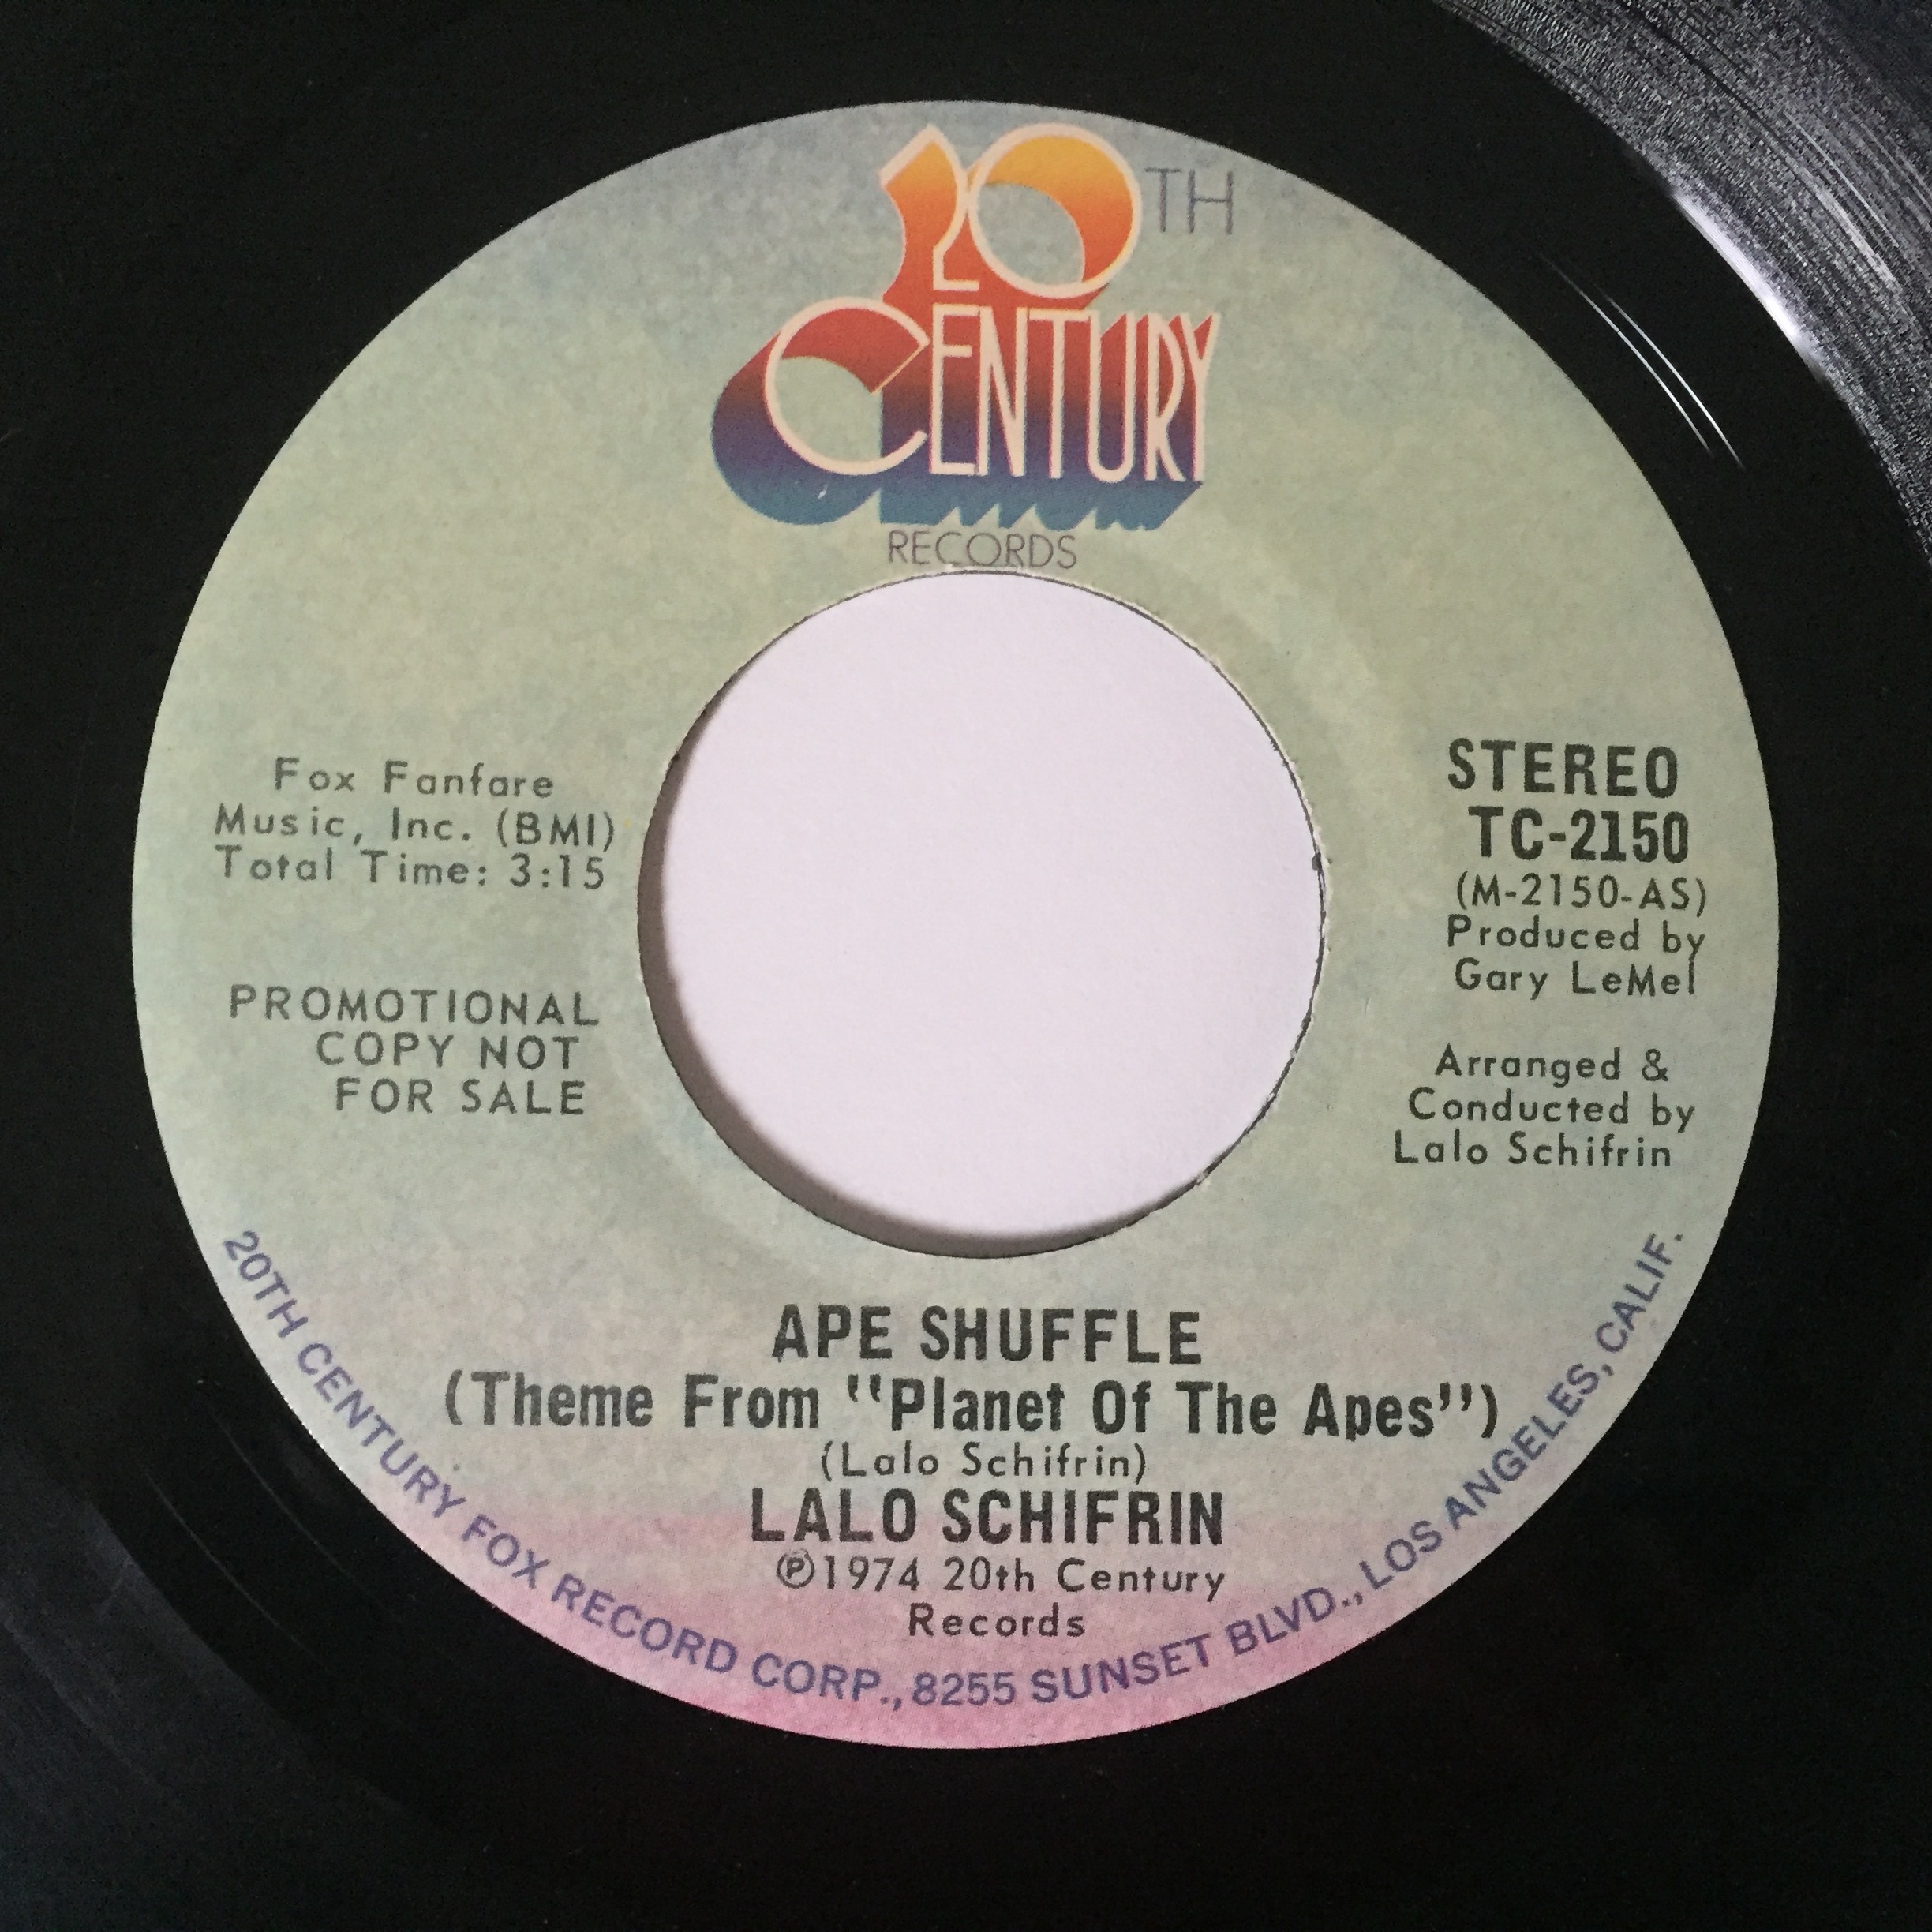 20TH
CENTURY
RECORDS
Fox Fanfare
Music, Inc. (BMI)
Total Time: 3:15
PROMOTIONAL
COPY NOT
FOR SALE
STEREO
TC-2150
(M-2150-AS)
Produced by
Gary LeMel
Arranged &
Conducted by
Lalo Schifrin
APE SHUFFLE
(Theme From "Planet Of The Apes")
(Lalo Schifrin)
LALO SCHIFRIN
℗1974 20th Century
Records
20TH CENTURY FOX RECORD CORP., 8255 SUNSET BLVD., LOS ANGELES, CALIF.